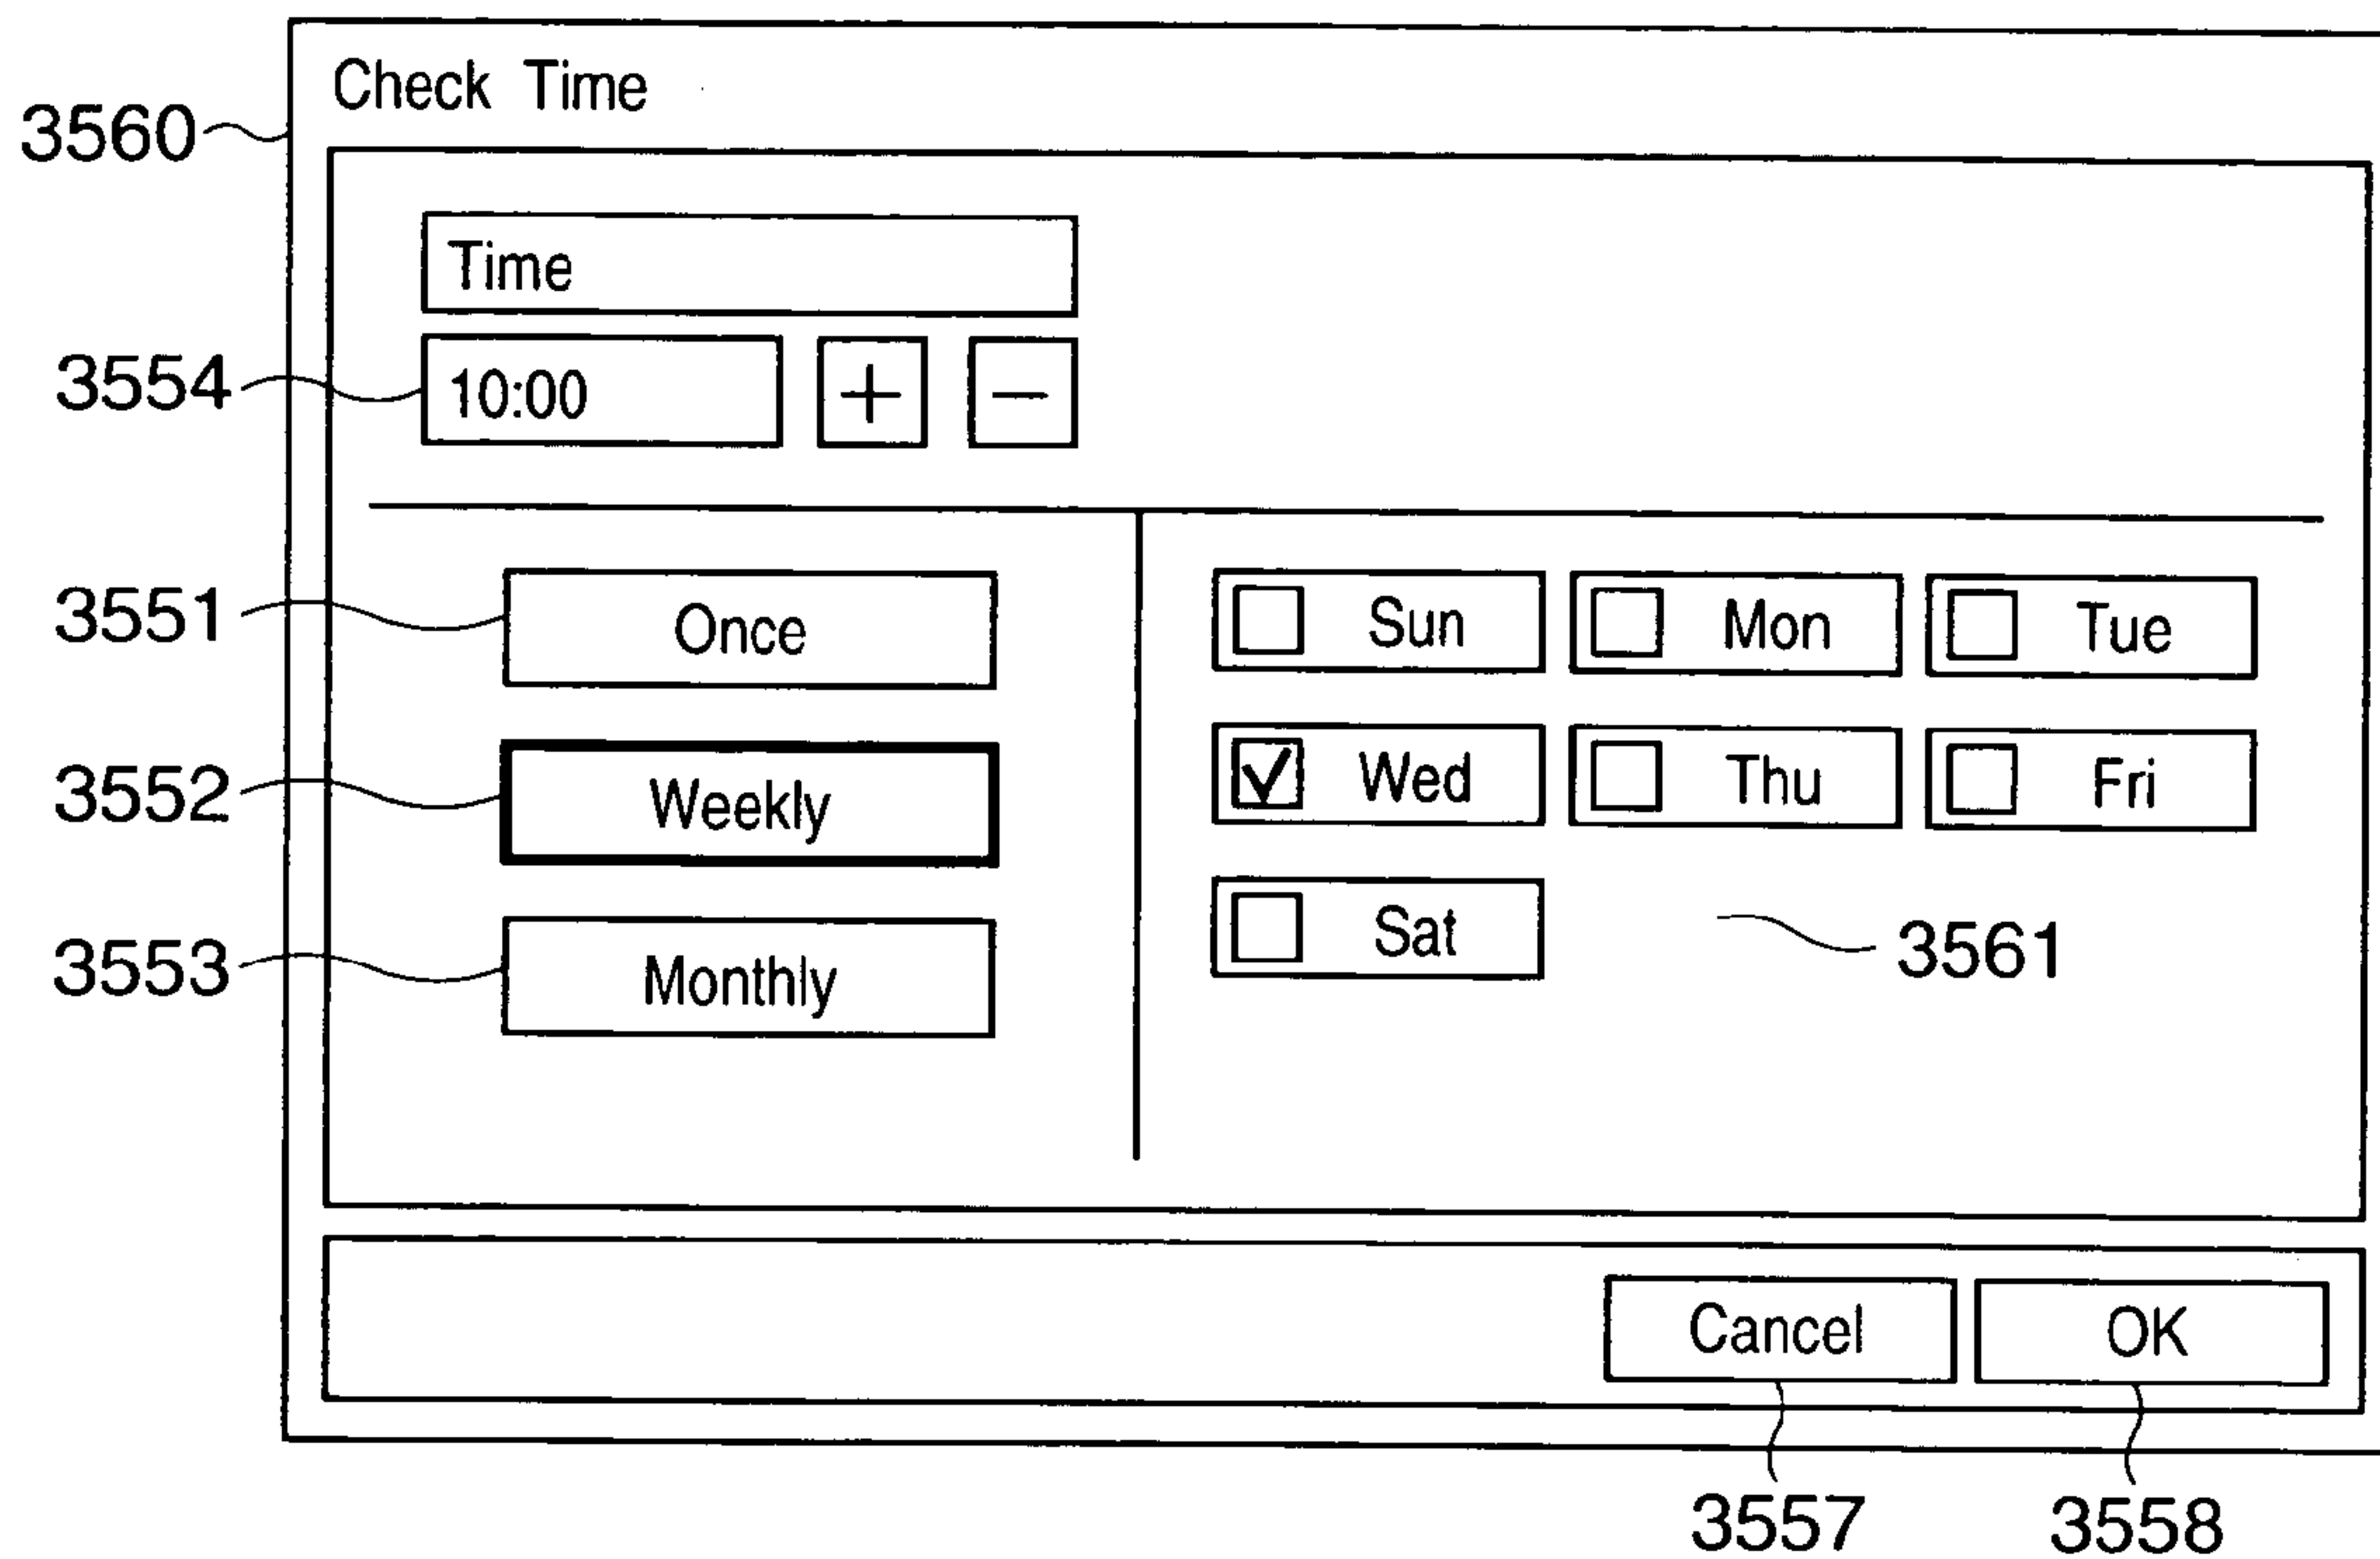 Check Time
3560
Time
3554
10:00 + −
3551
Once
Sun Mon Tue
3552
Weekly
Wed Thu Fri
3553
Monthly
Sat
3561
Cancel OK
3557 3558